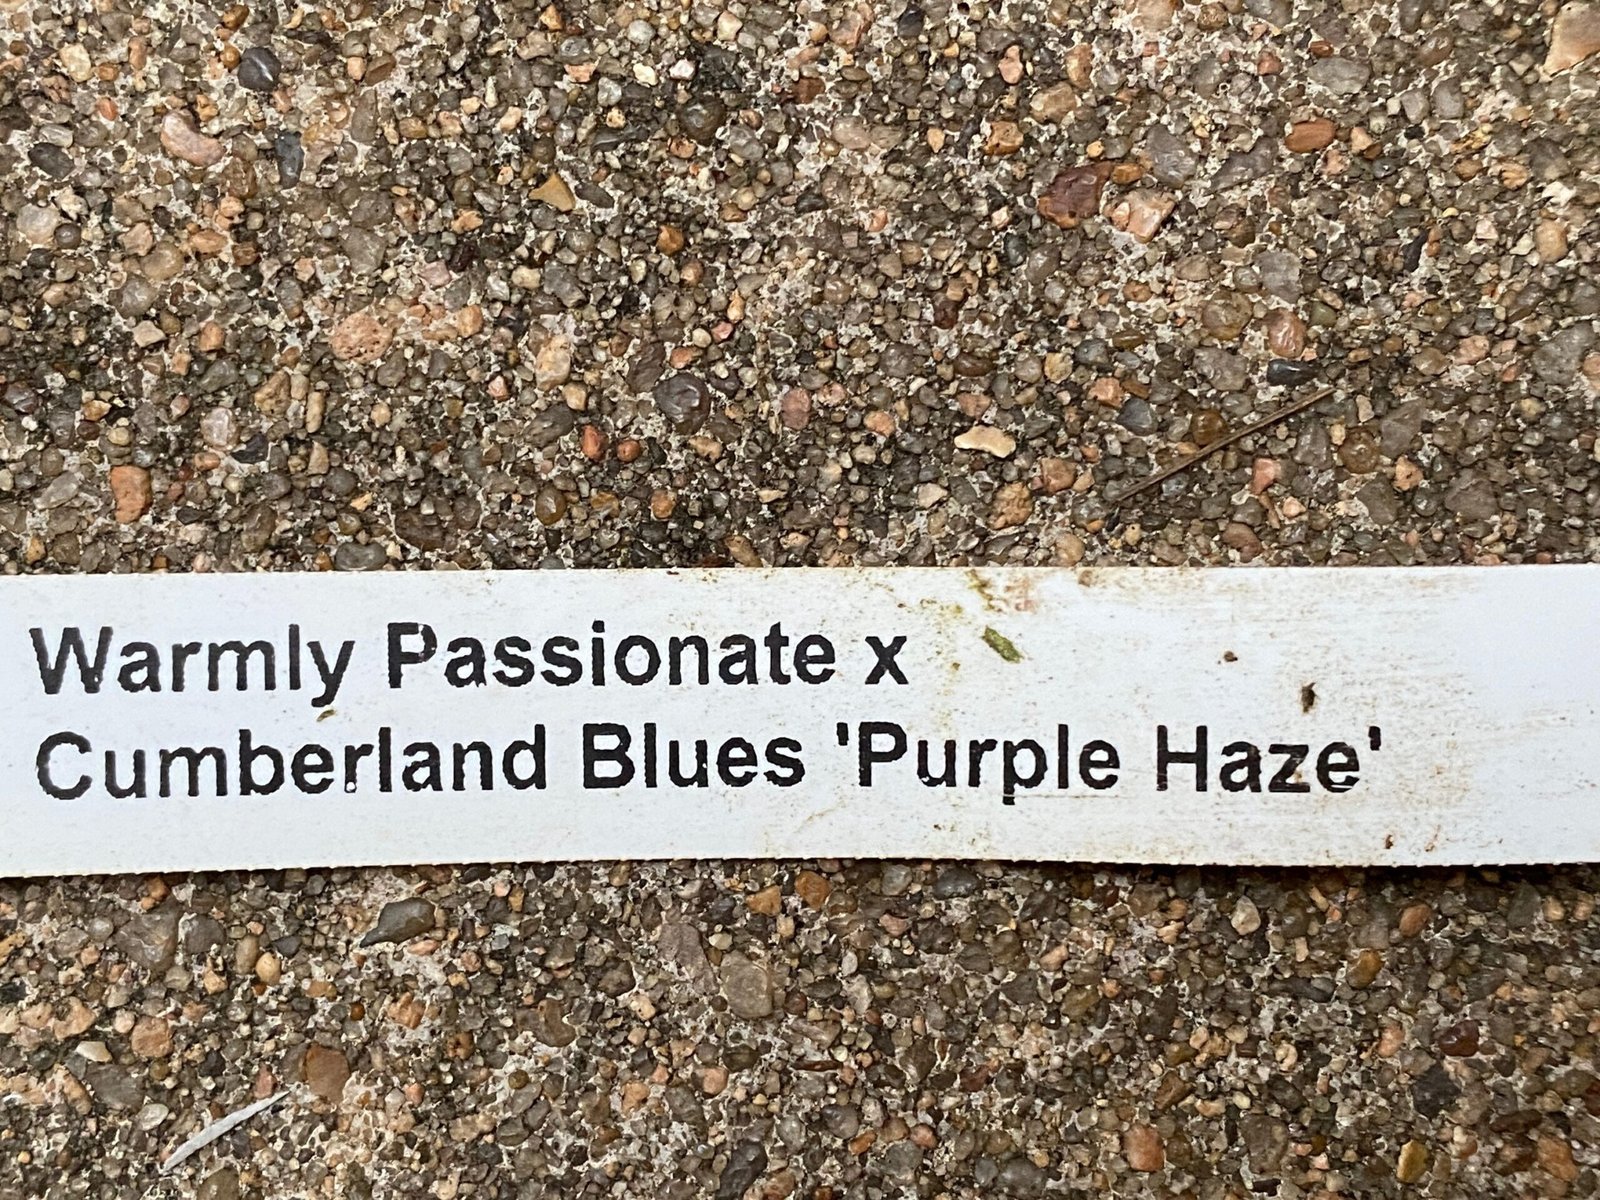 Warmly Passionate x
Cumberland Blues 'Purple Haze'